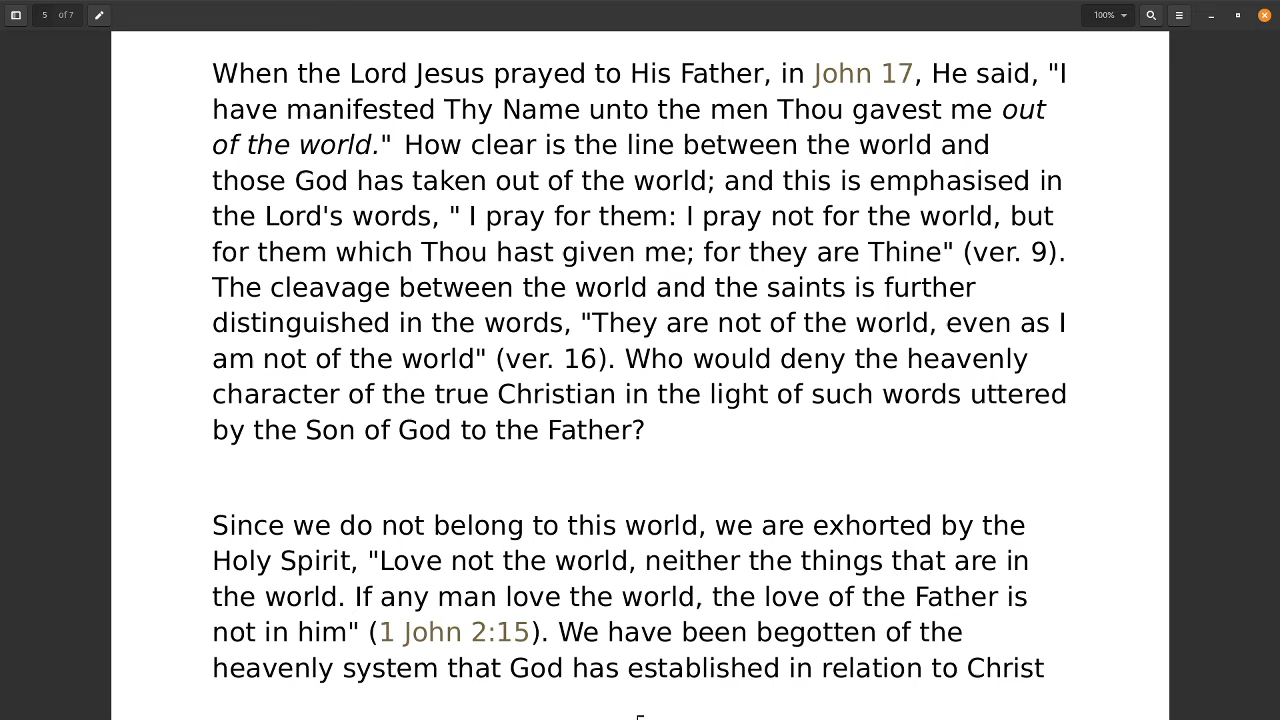 5 of 7
100%
When the Lord Jesus prayed to His Father, in John 17, He said, "I
have manifested Thy Name unto the men Thou gavest me out
of the world." How clear is the line between the world and
those God has taken out of the world; and this is emphasised in
the Lord's words, " I pray for them: I pray not for the world, but
for them which Thou hast given me; for they are Thine" (ver. 9).
The cleavage between the world and the saints is further
distinguished in the words, "They are not of the world, even as I
am not of the world" (ver. 16). Who would deny the heavenly
character of the true Christian in the light of such words uttered
by the Son of God to the Father?
Since we do not belong to this world, we are exhorted by the
Holy Spirit, "Love not the world, neither the things that are in
the world. If any man love the world, the love of the Father is
not in him" (1 John 2:15). We have been begotten of the
heavenly system that God has established in relation to Christ